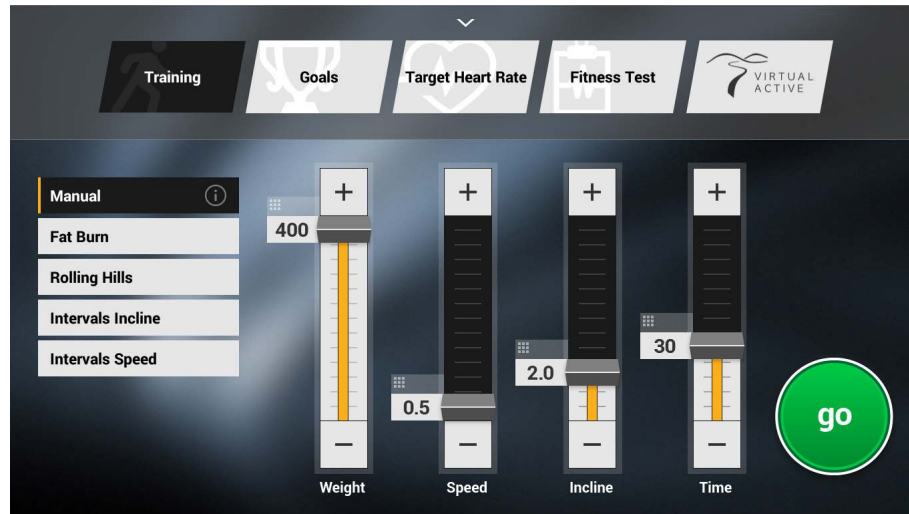 Training
Goals
Target Heart Rate
Fitness Test
VIRTUAL
ACTIVE
Manual
Fat Burn
Rolling Hills
Intervals Incline
Intervals Speed
+
400
−
Weight
+
0.5
−
Speed
+
2.0
−
Incline
+
30
−
Time
go